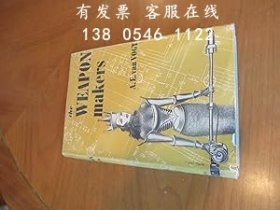 有发票 客服在线
138 0546 1122
the
WEAPON
makers
A.E. van VOGT